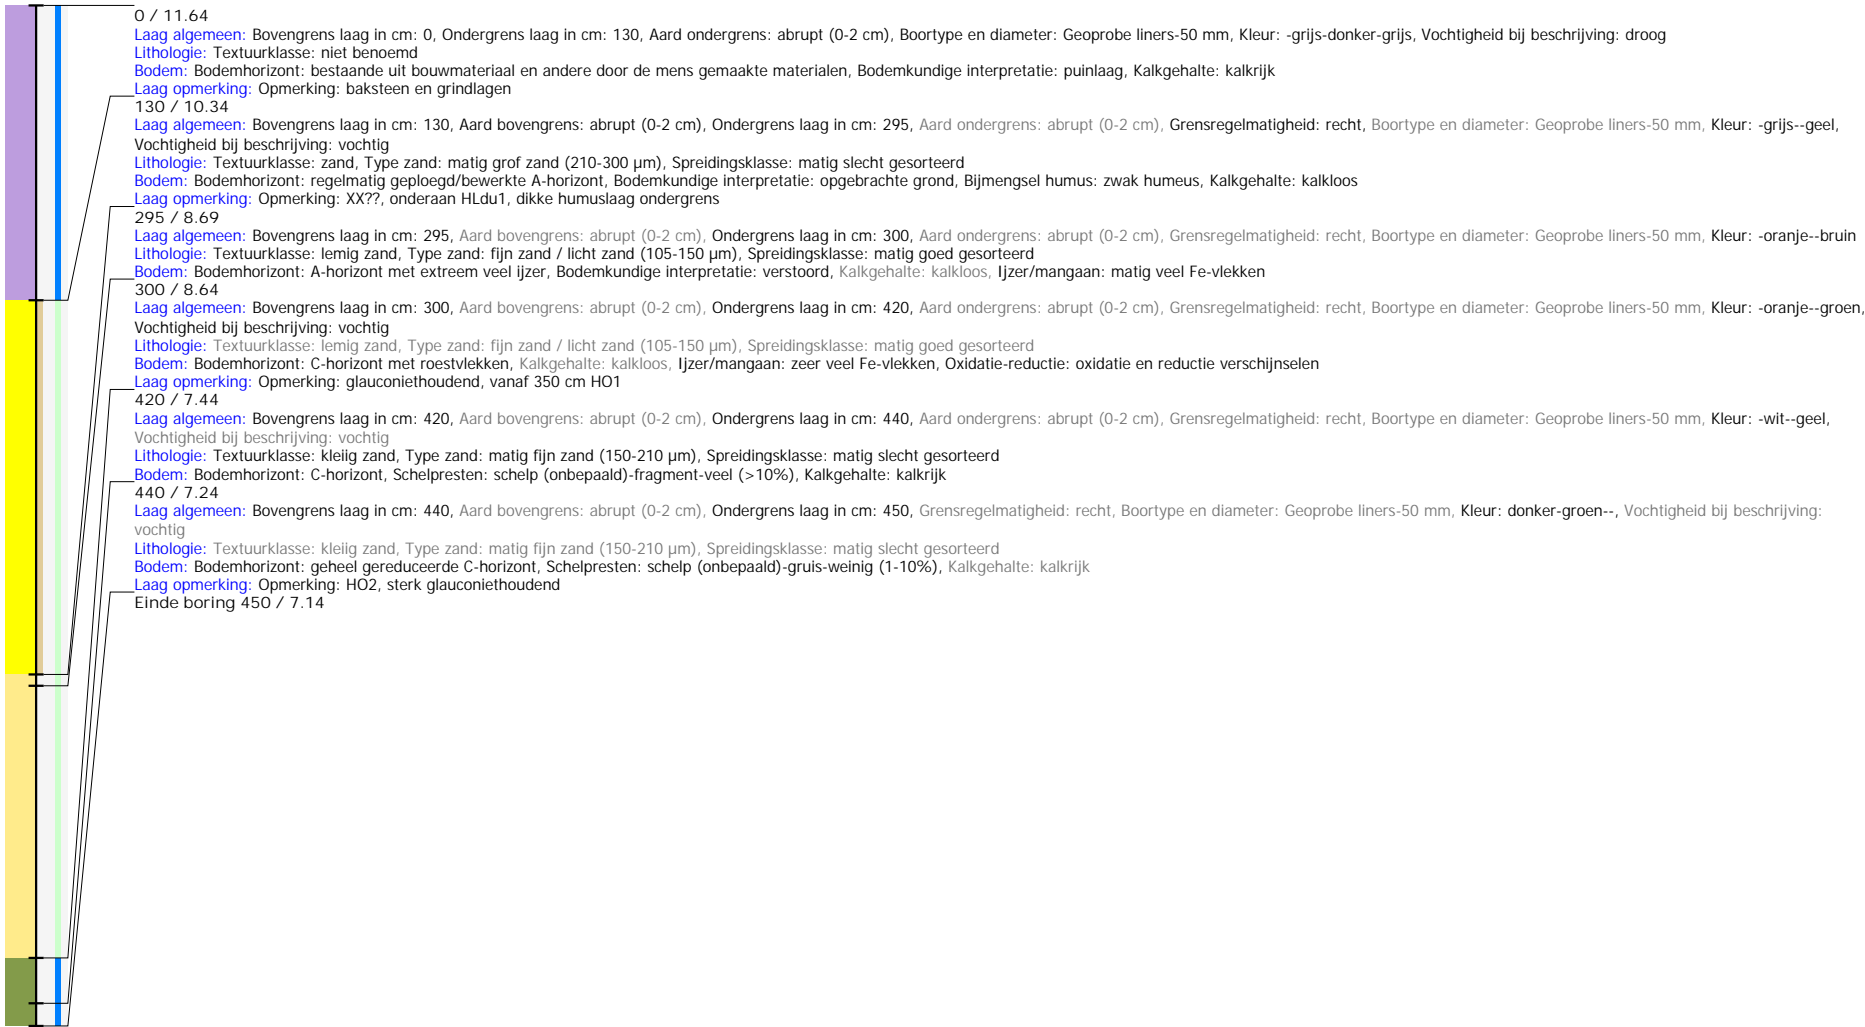 0 / 11.64
Laag algemeen: Bovengrens laag in cm: 0, Ondergrens laag in cm: 130, Aard ondergrens: abrupt (0-2 cm), Boortype en diameter: Geoprobe liners-50 mm, Kleur: -grijs-donker-grijs, Vochtigheid bij beschrijving: droog
Lithologie: Textuurklasse: niet benoemd
Bodem: Bodemhorizont: bestaande uit bouwmateriaal en andere door de mens gemaakte materialen, Bodemkundige interpretatie: puinlaag, Kalkgehalte: kalkrijk
Laag opmerking: Opmerking: baksteen en grindlagen
130 / 10.34
Laag algemeen: Bovengrens laag in cm: 130, Aard bovengrens: abrupt (0-2 cm), Ondergrens laag in cm: 295, Aard ondergrens: abrupt (0-2 cm), Grensregelmatigheid: recht, Boortype en diameter: Geoprobe liners-50 mm, Kleur: -grijs--geel,
Vochtigheid bij beschrijving: vochtig
Lithologie: Textuurklasse: zand, Type zand: matig grof zand (210-300 µm), Spreidingsklasse: matig slecht gesorteerd
Bodem: Bodemhorizont: regelmatig geploegd/bewerkte A-horizont, Bodemkundige interpretatie: opgebrachte grond, Bijmengsel humus: zwak humeus, Kalkgehalte: kalkloos
Laag opmerking: Opmerking: XX??, onderaan HLdu1, dikke humuslaag ondergrens
295 / 8.69
Laag algemeen: Bovengrens laag in cm: 295, Aard bovengrens: abrupt (0-2 cm), Ondergrens laag in cm: 300, Aard ondergrens: abrupt (0-2 cm), Grensregelmatigheid: recht, Boortype en diameter: Geoprobe liners-50 mm, Kleur: -oranje--bruin
Lithologie: Textuurklasse: lemig zand, Type zand: fijn zand / licht zand (105-150 µm), Spreidingsklasse: matig goed gesorteerd
Bodem: Bodemhorizont: A-horizont met extreem veel ijzer, Bodemkundige interpretatie: verstoord, Kalkgehalte: kalkloos, Ijzer/mangaan: matig veel Fe-vlekken
300 / 8.64
Laag algemeen: Bovengrens laag in cm: 300, Aard bovengrens: abrupt (0-2 cm), Ondergrens laag in cm: 420, Aard ondergrens: abrupt (0-2 cm), Grensregelmatigheid: recht, Boortype en diameter: Geoprobe liners-50 mm, Kleur: -oranje--groen,
Vochtigheid bij beschrijving: vochtig
Lithologie: Textuurklasse: lemig zand, Type zand: fijn zand / licht zand (105-150 µm), Spreidingsklasse: matig goed gesorteerd
Bodem: Bodemhorizont: C-horizont met roestvlekken, Kalkgehalte: kalkloos, Ijzer/mangaan: zeer veel Fe-vlekken, Oxidatie-reductie: oxidatie en reductie verschijnselen
Laag opmerking: Opmerking: glauconiethoudend, vanaf 350 cm HO1
420 / 7.44
Laag algemeen: Bovengrens laag in cm: 420, Aard bovengrens: abrupt (0-2 cm), Ondergrens laag in cm: 440, Aard ondergrens: abrupt (0-2 cm), Grensregelmatigheid: recht, Boortype en diameter: Geoprobe liners-50 mm, Kleur: -wit--geel,
Vochtigheid bij beschrijving: vochtig
Lithologie: Textuurklasse: kleiig zand, Type zand: matig fijn zand (150-210 µm), Spreidingsklasse: matig slecht gesorteerd
Bodem: Bodemhorizont: C-horizont, Schelpresten: schelp (onbepaald)-fragment-veel (>10%), Kalkgehalte: kalkrijk
440 / 7.24
Laag algemeen: Bovengrens laag in cm: 440, Aard bovengrens: abrupt (0-2 cm), Ondergrens laag in cm: 450, Grensregelmatigheid: recht, Boortype en diameter: Geoprobe liners-50 mm, Kleur: donker-groen--, Vochtigheid bij beschrijving:
vochtig
Lithologie: Textuurklasse: kleiig zand, Type zand: matig fijn zand (150-210 µm), Spreidingsklasse: matig slecht gesorteerd
Bodem: Bodemhorizont: geheel gereduceerde C-horizont, Schelpresten: schelp (onbepaald)-gruis-weinig (1-10%), Kalkgehalte: kalkrijk
Laag opmerking: Opmerking: HO2, sterk glauconiethoudend
Einde boring 450 / 7.14